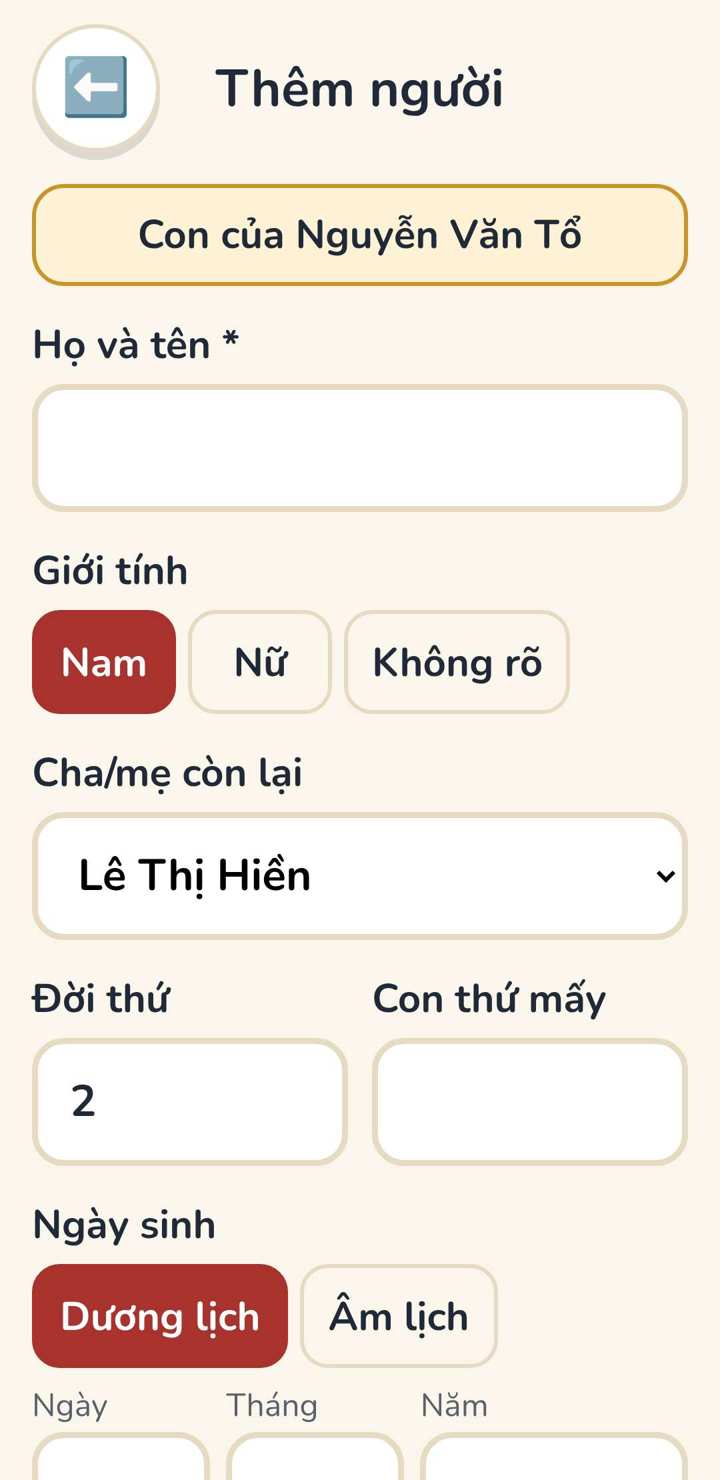 Thêm người
Con của Nguyễn Văn Tổ
Họ và tên *
Giới tính
Nam Nữ Không rõ
Cha/mẹ còn lại
Lê Thị Hiền
Đời thứ Con thứ mấy
2
Ngày sinh
Dương lịch Âm lịch
Ngày Tháng Năm